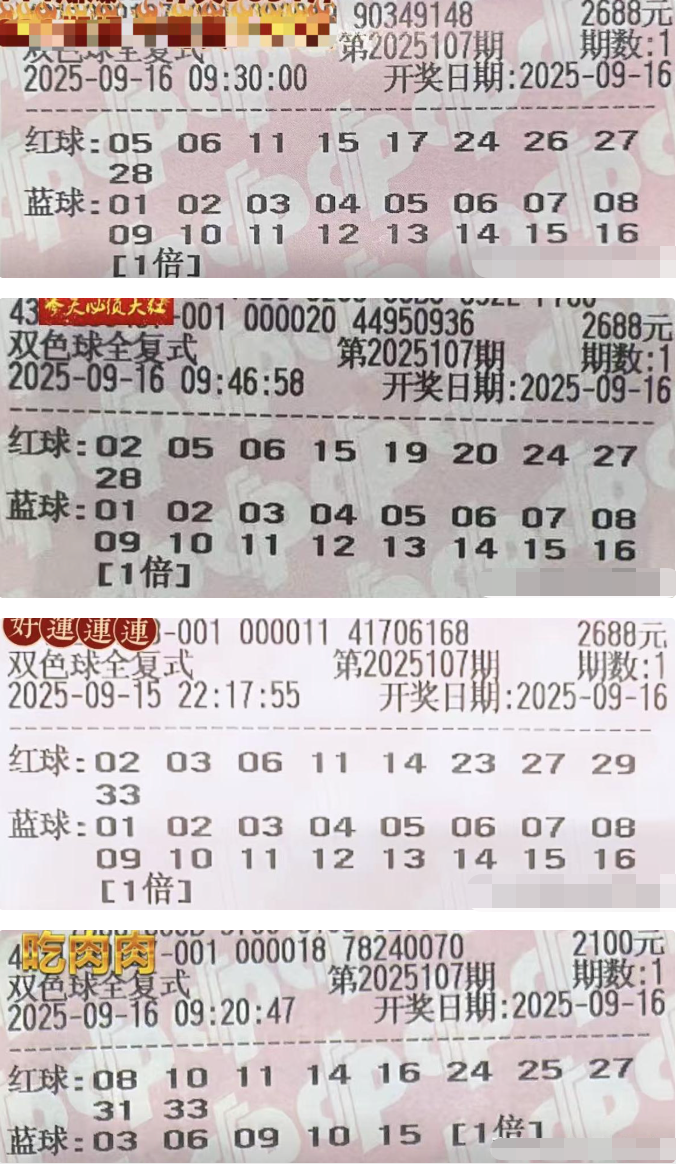 90349148 2688元
双色球全复式 第2025107期 期数:1
2025-09-16 09:30:00 开奖日期:2025-09-16
红球:05 06 11 15 17 24 26 27
28
蓝球:01 02 03 04 05 06 07 08
09 10 11 12 13 14 15 16
[1倍]
今天必须大红
43 -001 000020 44950936 2688元
双色球全复式 第2025107期 期数:1
2025-09-16 09:46:58 开奖日期:2025-09-16
红球:02 05 06 15 19 20 24 27
28
蓝球:01 02 03 04 05 06 07 08
09 10 11 12 13 14 15 16
[1倍]
好運連連
-001 000011 41706168 2688元
双色球全复式 第2025107期 期数:1
2025-09-15 22:17:55 开奖日期:2025-09-16
红球:02 03 06 11 14 23 27 29
33
蓝球:01 02 03 04 05 06 07 08
09 10 11 12 13 14 15 16
[1倍]
吃肉肉
4 -001 000018 78240070 2100元
双色球全复式 第2025107期 期数:1
2025-09-16 09:20:47 开奖日期:2025-09-16
红球:08 10 11 14 16 24 25 27
31 33
蓝球:03 06 09 10 15 [1倍]